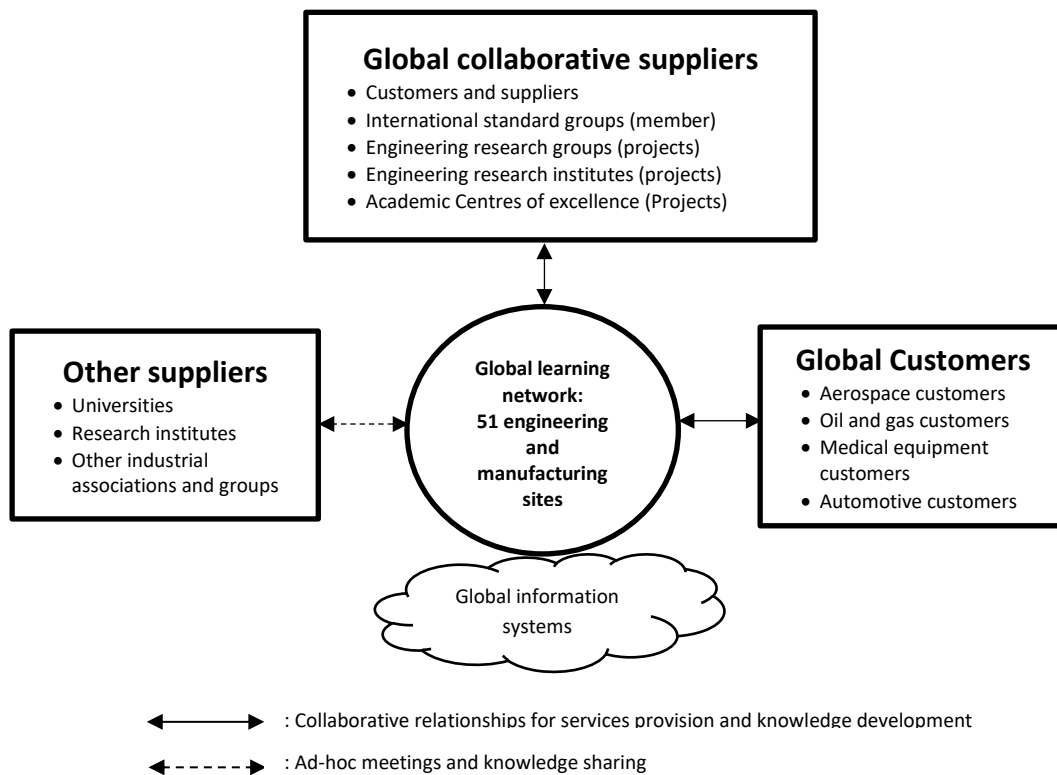 Global collaborative suppliers
• Customers and suppliers
• International standard groups (member)
• Engineering research groups (projects)
• Engineering research institutes (projects)
• Academic Centres of excellence (Projects)
Other suppliers
• Universities
• Research institutes
• Other industrial
associations and groups
Global learning
network:
51 engineering
and
manufacturing
sites
Global Customers
• Aerospace customers
• Oil and gas customers
• Medical equipment
customers
• Automotive customers
Global information
systems
: Collaborative relationships for services provision and knowledge development
: Ad-hoc meetings and knowledge sharing